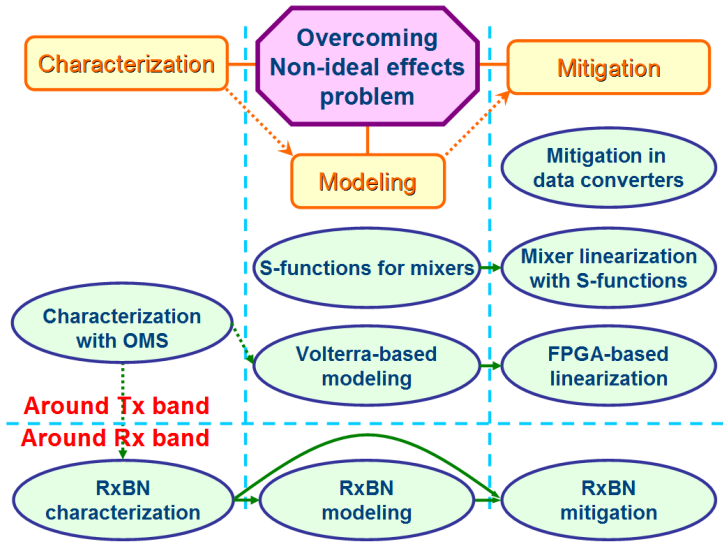 Overcoming
Non-ideal effects
problem
Characterization
Mitigation
Modeling
Mitigation in
data converters
S-functions for mixers
Mixer linearization
with S-functions
Characterization
with OMS
Volterra-based
modeling
FPGA-based
linearization
Around Tx band
Around Rx band
RxBN
characterization
RxBN
modeling
RxBN
mitigation